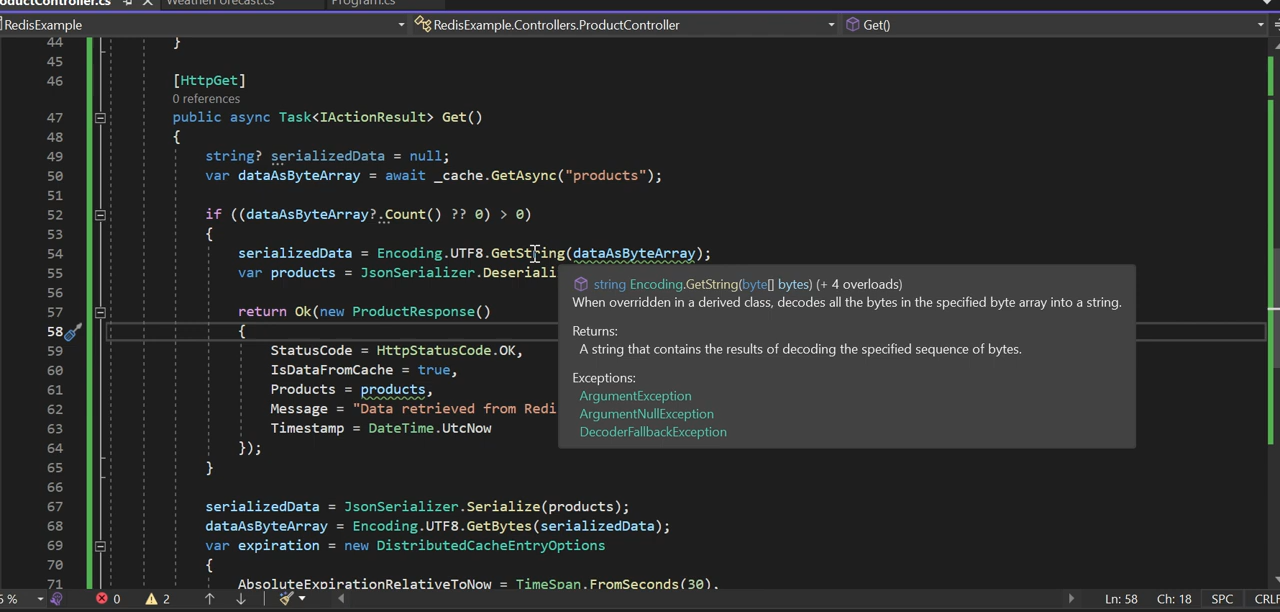 ductController.cs
WeatherForecast.cs
Program.cs
RedisExample
RedisExample.Controllers.ProductController
Get()
44 }
45
46 [HttpGet]
0 references
47 public async Task<IActionResult> Get()
48 {
49 string? serializedData = null;
50 var dataAsByteArray = await _cache.GetAsync("products");
51
52 if ((dataAsByteArray?.Count() ?? 0) > 0)
53 {
54 serializedData = Encoding.UTF8.GetString(dataAsByteArray);
55 var products = JsonSerializer.Deseriali
56
57 return Ok(new ProductResponse()
58 {
59 StatusCode = HttpStatusCode.OK,
60 IsDataFromCache = true,
61 Products = products,
62 Message = "Data retrieved from Redi
63 Timestamp = DateTime.UtcNow
64 });
65 }
66
67 serializedData = JsonSerializer.Serialize(products);
68 dataAsByteArray = Encoding.UTF8.GetBytes(serializedData);
69 var expiration = new DistributedCacheEntryOptions
70 {
71 AbsoluteExpirationRelativeToNow = TimeSpan.FromSeconds(30),
string Encoding.GetString(byte[] bytes) (+ 4 overloads)
When overridden in a derived class, decodes all the bytes in the specified byte array into a string.
Returns:
A string that contains the results of decoding the specified sequence of bytes.
Exceptions:
ArgumentException
ArgumentNullException
DecoderFallbackException
5 %
0
2
Ln: 58
Ch: 18
SPC
CRLF